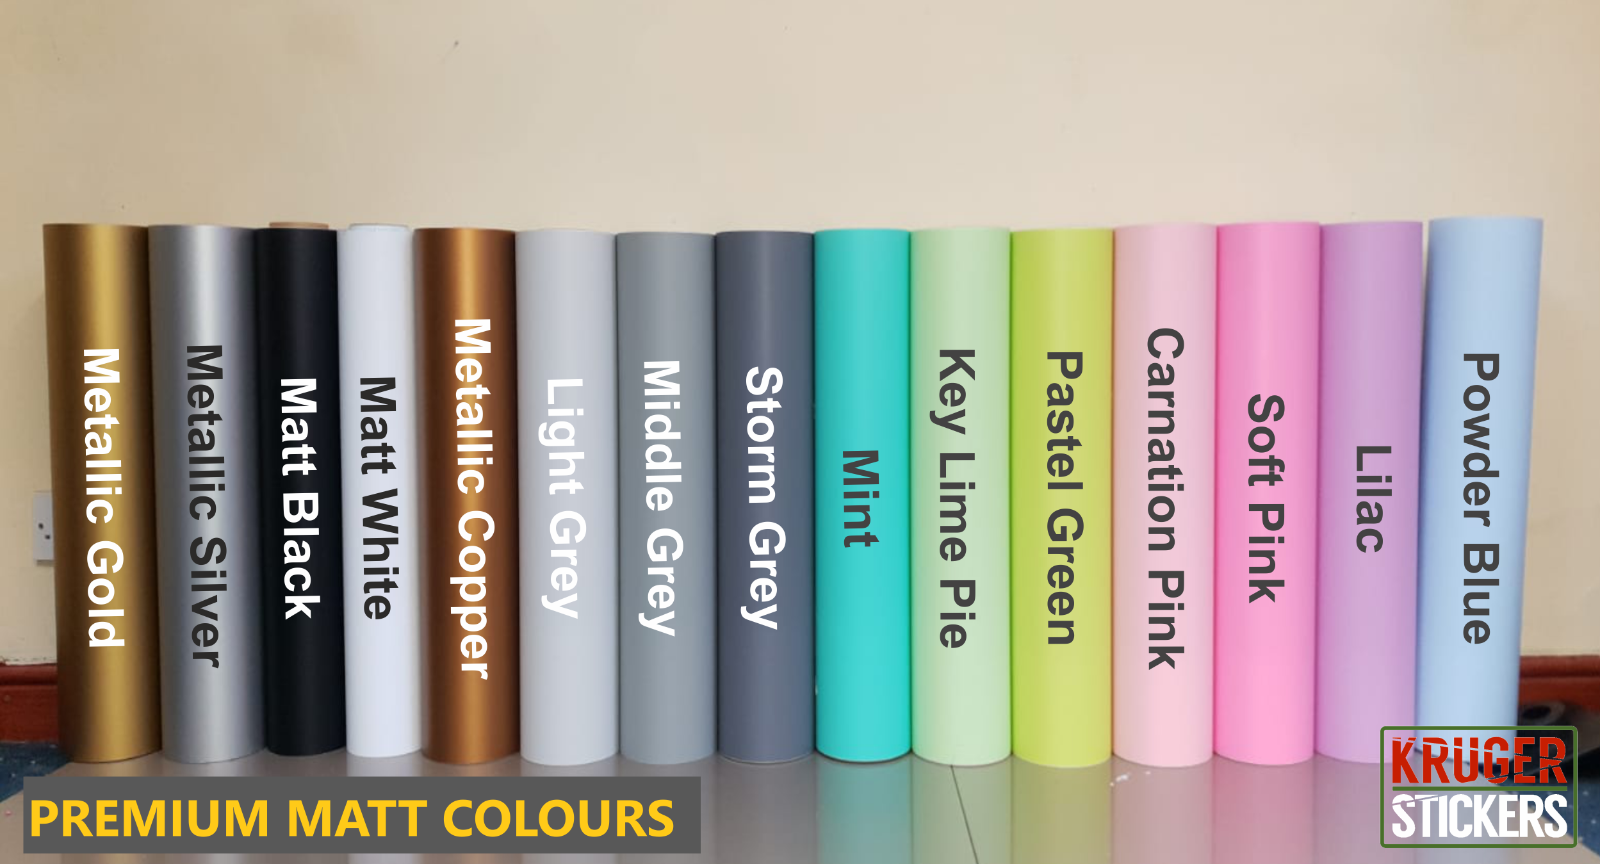 Metallic Gold
Metallic Silver
Matt Black
Matt White
Metallic Copper
Light Grey
Middle Grey
Storm Grey
Mint
Key Lime Pie
Pastel Green
Carnation Pink
Soft Pink
Lilac
Powder Blue
PREMIUM MATT COLOURS
KRUGER
STICKERS